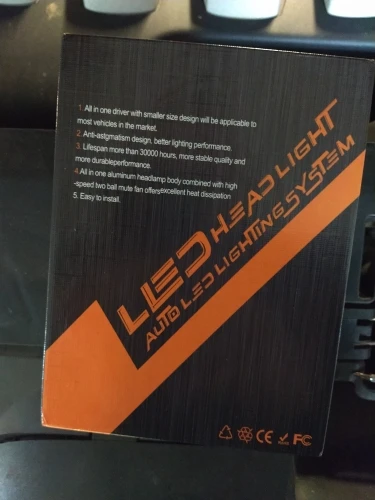 1. All in one driver with smaller size design will be applicable to
most vehicles in the market.
2. Anti-astgmatism design, better lighting performance.
3. Lifespan more than 30000 hours, more stable quality and
more durableperformance.
4.All in one aluminum headlamp body combined with high
-speed two ball mute fan offeryexcellent heat dissipation
5. Easy to install.
LED HEAD LIGHT
AUTO LED LIGHTING SYSTEM
CE FC